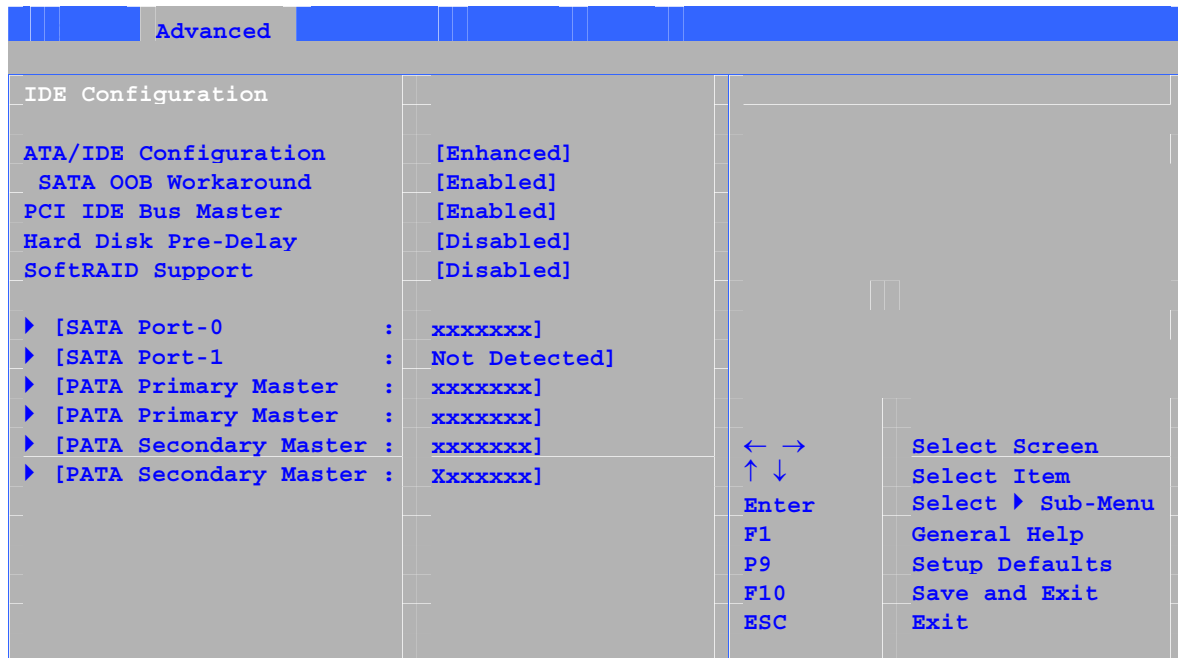 Advanced
IDE Configuration
ATA/IDE Configuration [Enhanced]
SATA OOB Workaround [Enabled]
PCI IDE Bus Master [Enabled]
Hard Disk Pre-Delay [Disabled]
SoftRAID Support [Disabled]
▶ [SATA Port-0 : xxxxxxx]
▶ [SATA Port-1 : Not Detected]
▶ [PATA Primary Master : xxxxxxx]
▶ [PATA Primary Master : xxxxxxx]
▶ [PATA Secondary Master : xxxxxxx]
▶ [PATA Secondary Master : Xxxxxxx]
← → Select Screen
↑ ↓ Select Item
Enter Select ▶ Sub-Menu
F1 General Help
P9 Setup Defaults
F10 Save and Exit
ESC Exit